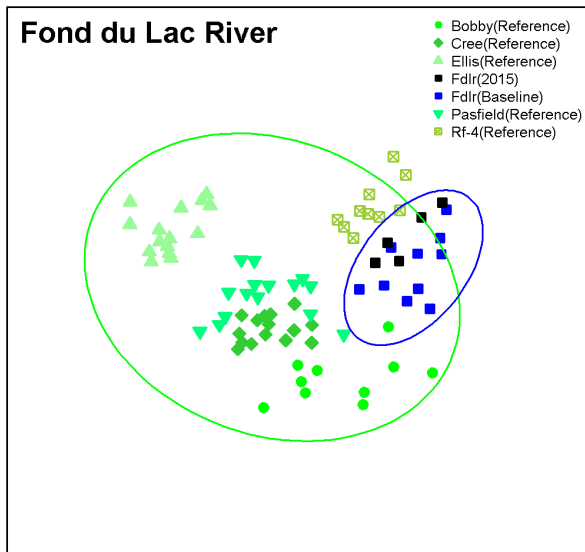 Fond du Lac River
Bobby(Reference)
Cree(Reference)
Ellis(Reference)
Fdlr(2015)
Fdlr(Baseline)
Pasfield(Reference)
Rf-4(Reference)